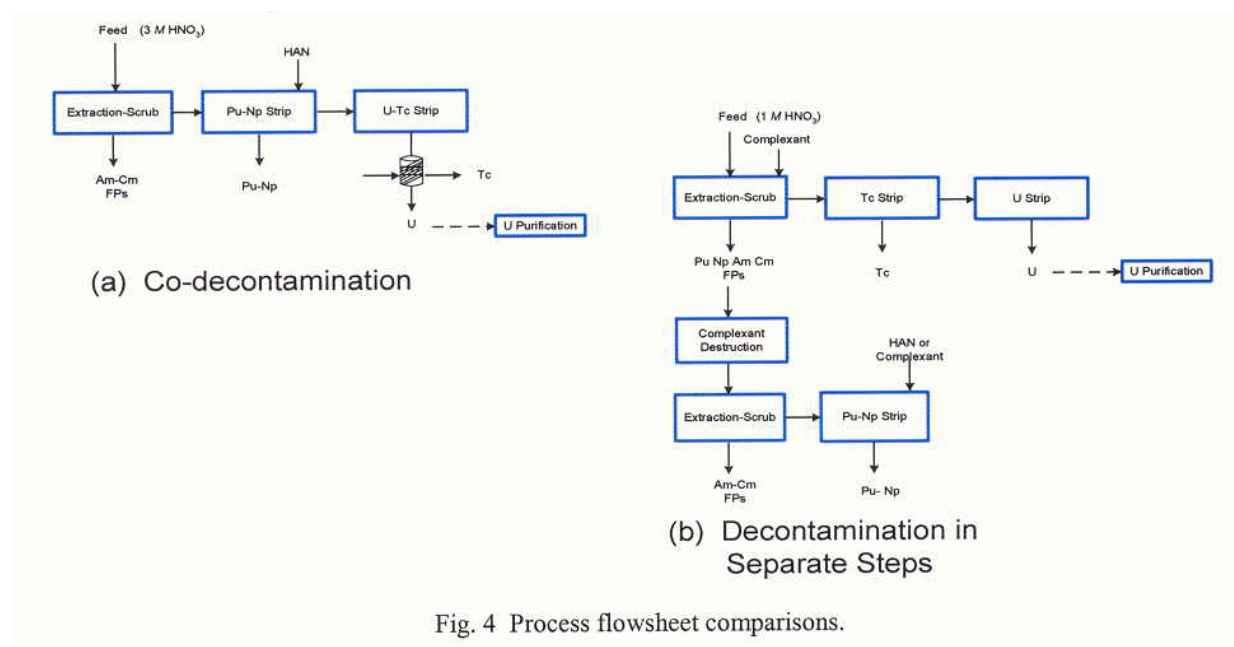 Feed (3 M HNO3)
HAN
Extraction-Scrub
Pu-Np Strip
U-Tc Strip
Am-Cm
FPs
Pu-Np
Tc
U
U Purification
(a) Co-decontamination
Feed (1 M HNO3)
Complexant
Extraction-Scrub
Tc Strip
U Strip
Pu Np Am Cm
FPs
Tc
U
U Purification
Complexant
Destruction
HAN or
Complexant
Extraction-Scrub
Pu-Np Strip
Am-Cm
FPs
Pu- Np
(b) Decontamination in
Separate Steps
Fig. 4 Process flowsheet comparisons.